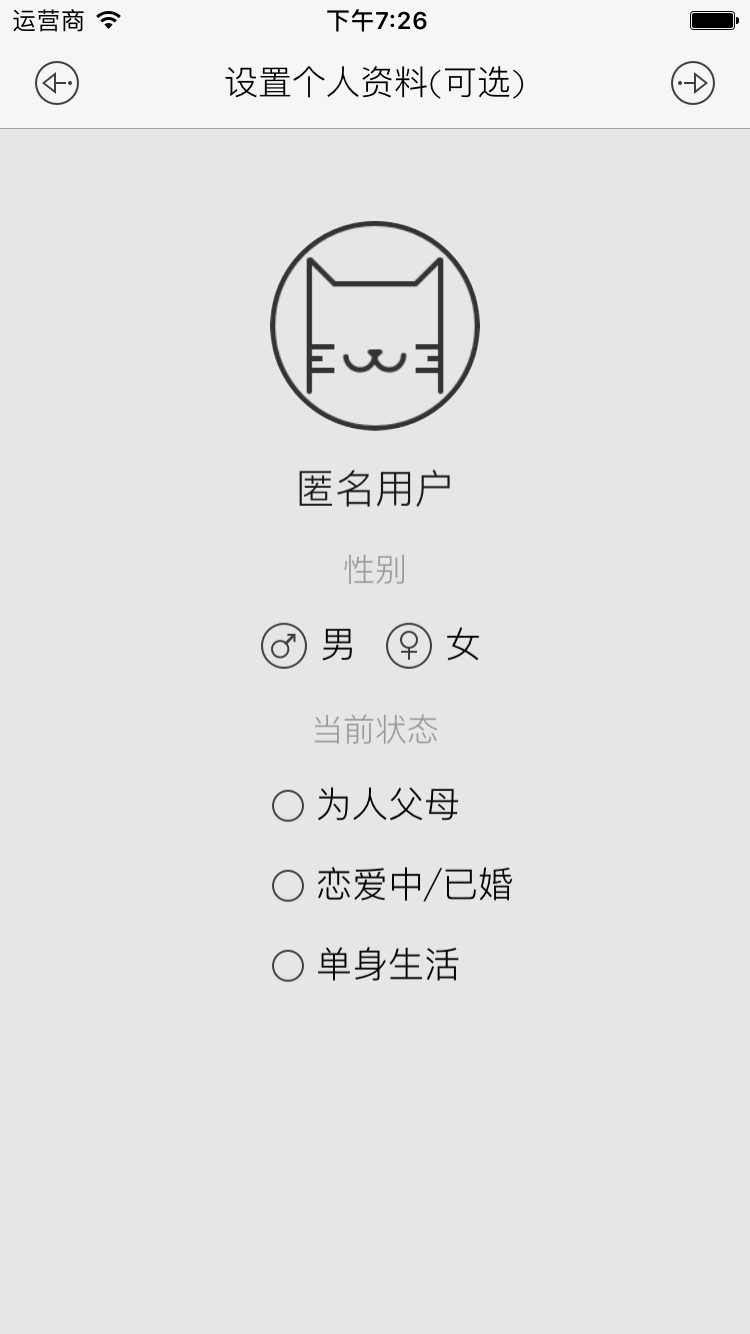 运营商 下午7:26
设置个人资料(可选)
匿名用户
性别
男 女
当前状态
为人父母
恋爱中/已婚
单身生活